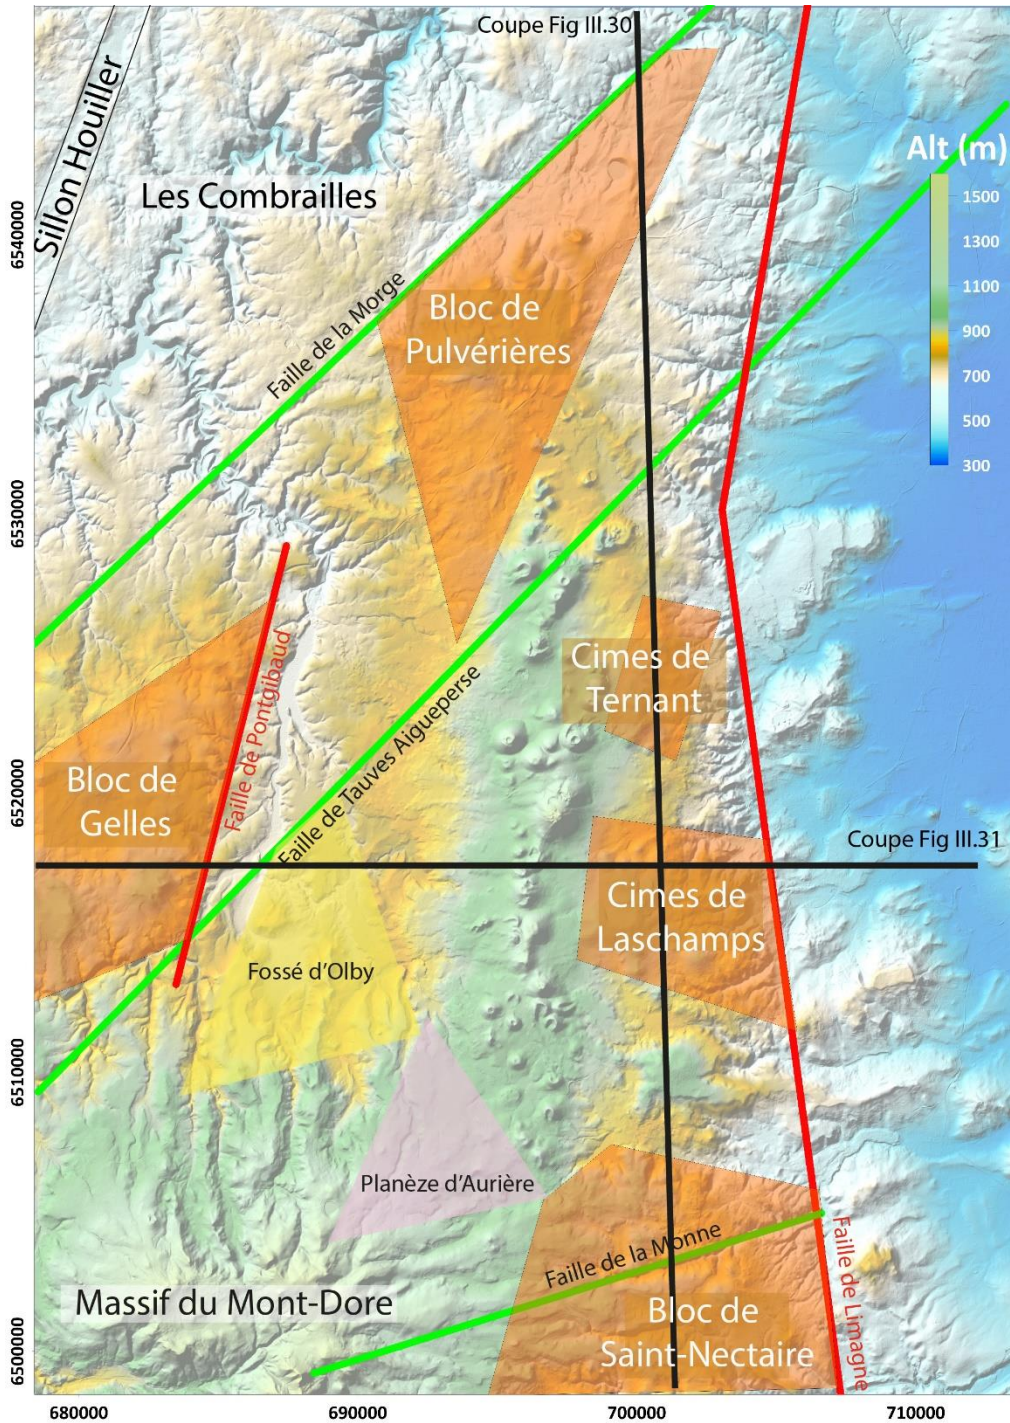 Coupe Fig III.30
Sillon Houiller
Les Combrailles
Alt (m)
1500
1300
1100
900
700
500
300
Faille de la Morge
Bloc de
Pulvérières
Cimes de
Ternant
Faille de Pontgibaud
Faille de Tauves Aigueperse
Bloc de
Gelles
Coupe Fig III.31
Cimes de
Laschamps
Fossé d'Olby
Planèze d'Aurière
Faille de la Monne
Faille de Limagne
Massif du Mont-Dore
Bloc de
Saint-Nectaire
6540000
6530000
6520000
6510000
6500000
680000
690000
700000
710000